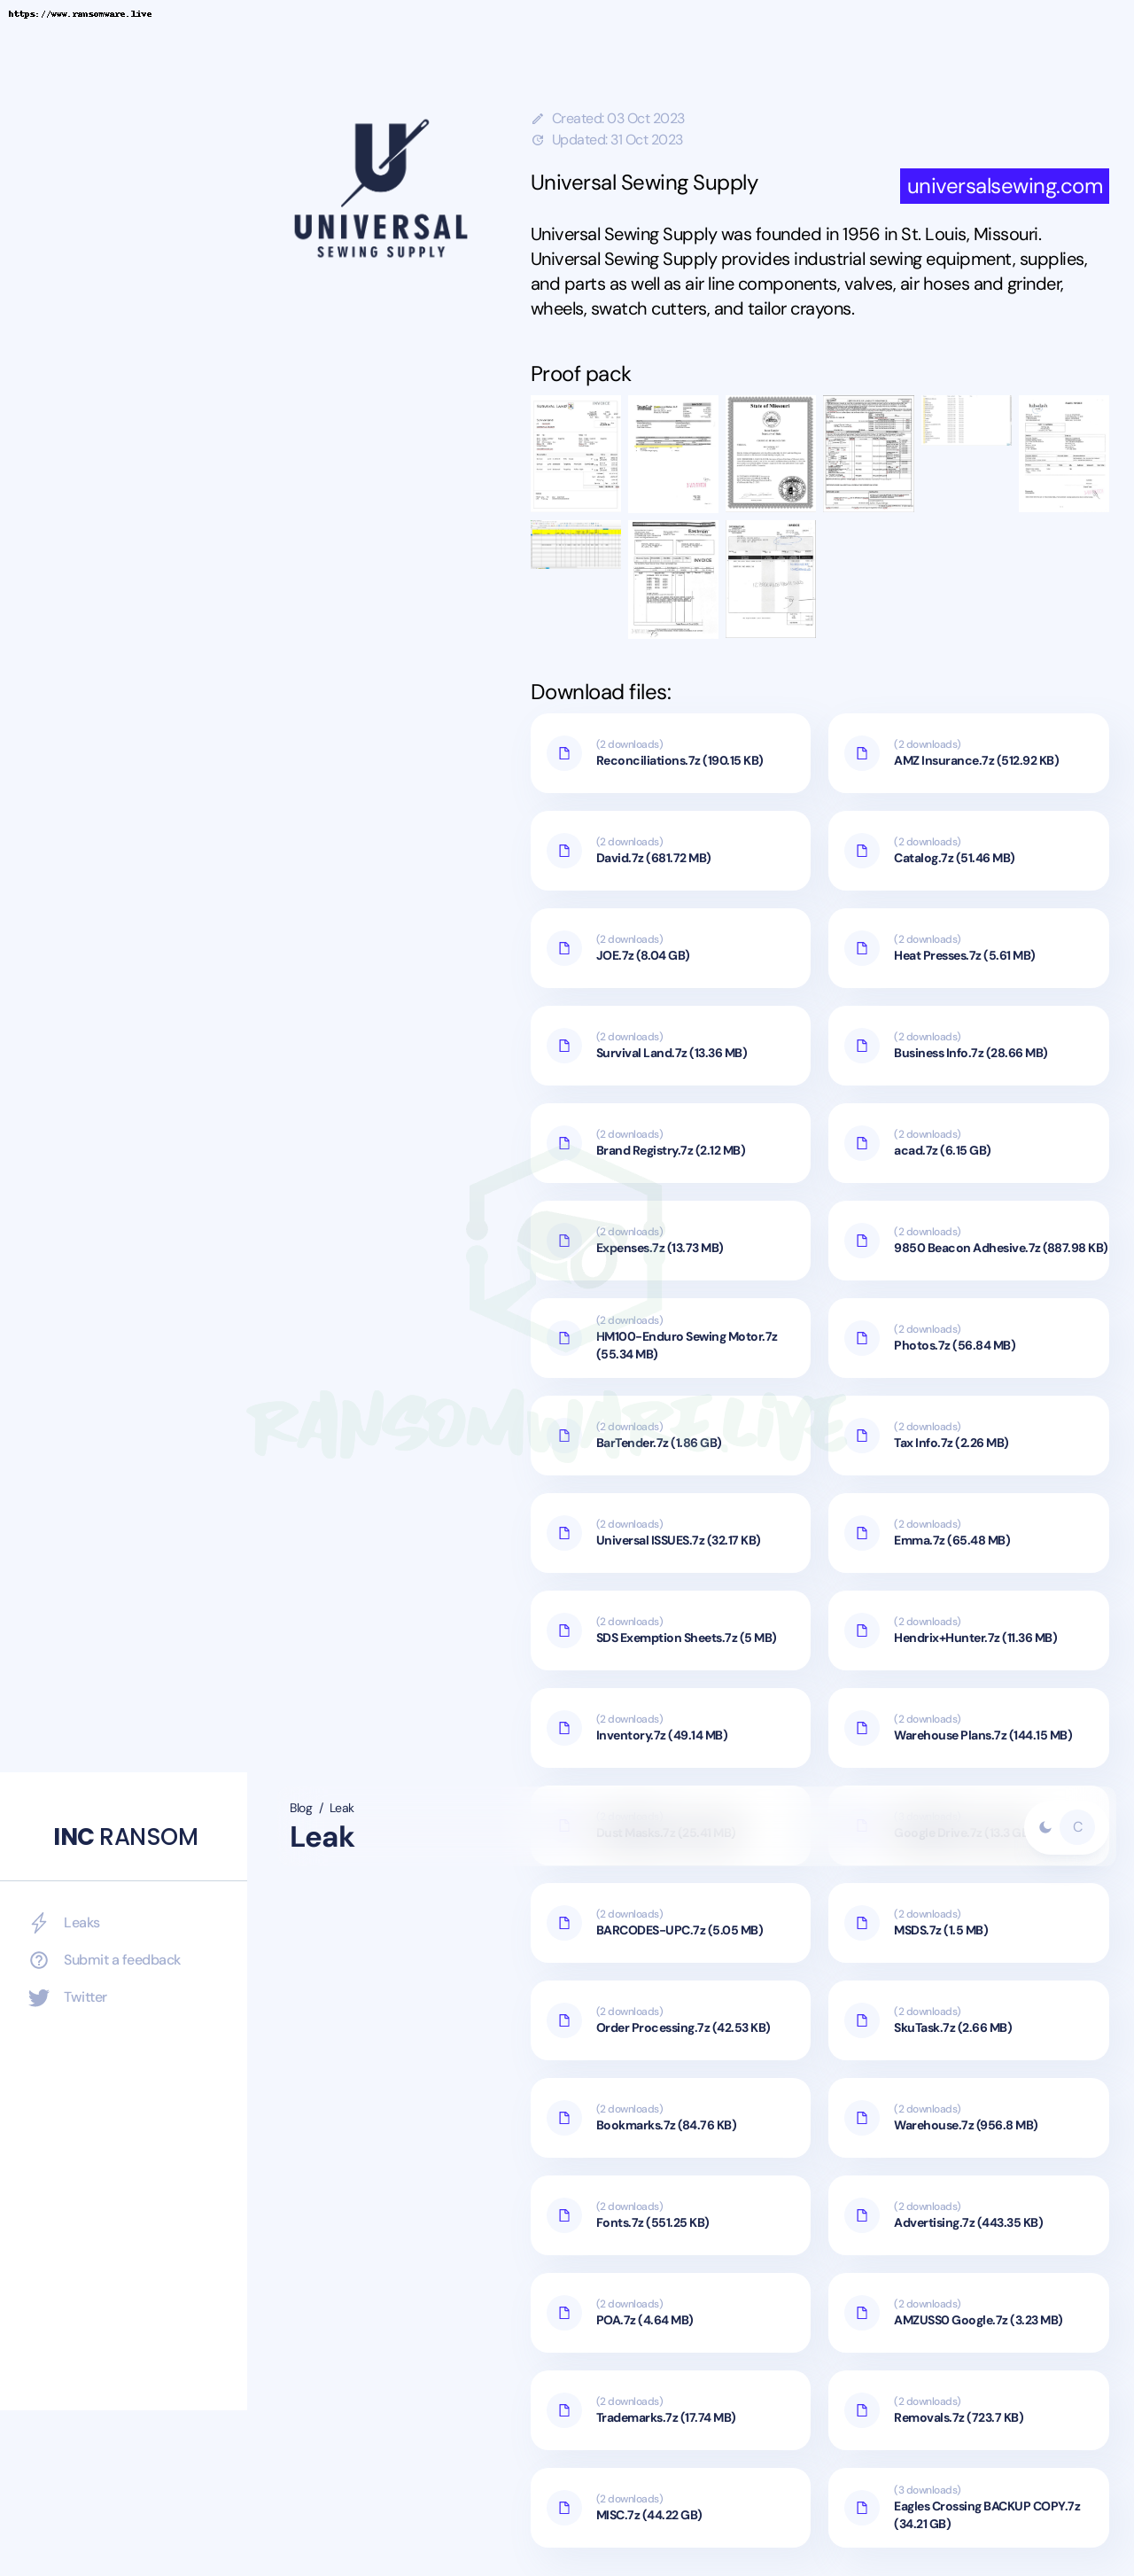 https://www.ransomware.live
UNIVERSAL
SEWING SUPPLY
Created: 03 Oct 2023
Updated: 31 Oct 2023
Universal Sewing Supply
universalsewing.com
Universal Sewing Supply was founded in 1956 in St. Louis, Missouri.
Universal Sewing Supply provides industrial sewing equipment, supplies,
and parts as well as air line components, valves, air hoses and grinder,
wheels, swatch cutters, and tailor crayons.
Proof pack
INVOICE
State of Missouri
INVOICE
Download files:
(2 downloads)
Reconciliations.7z (190.15 KB)
(2 downloads)
AMZ Insurance.7z (512.92 KB)
(2 downloads)
David.7z (681.72 MB)
(2 downloads)
Catalog.7z (51.46 MB)
(2 downloads)
JOE.7z (8.04 GB)
(2 downloads)
Heat Presses.7z (5.61 MB)
(2 downloads)
Survival Land.7z (13.36 MB)
(2 downloads)
Business Info.7z (28.66 MB)
(2 downloads)
Brand Registry.7z (2.12 MB)
(2 downloads)
acad.7z (6.15 GB)
(2 downloads)
Expenses.7z (13.73 MB)
(2 downloads)
9850 Beacon Adhesive.7z (887.98 KB)
(2 downloads)
HM100-Enduro Sewing Motor.7z
(55.34 MB)
(2 downloads)
Photos.7z (56.84 MB)
RANSOMWARE.LIVE
(2 downloads)
BarTender.7z (1.86 GB)
(2 downloads)
Tax Info.7z (2.26 MB)
(2 downloads)
Universal ISSUES.7z (32.17 KB)
(2 downloads)
Emma.7z (65.48 MB)
(2 downloads)
SDS Exemption Sheets.7z (5 MB)
(2 downloads)
Hendrix+Hunter.7z (11.36 MB)
(2 downloads)
Inventory.7z (49.14 MB)
(2 downloads)
Warehouse Plans.7z (144.15 MB)
INC RANSOM
Blog / Leak
Leak
Dust Masks.7z (25.41 MB)
Google Drive.7z (13.3
C
Leaks
Submit a feedback
Twitter
(2 downloads)
BARCODES-UPC.7z (5.05 MB)
(2 downloads)
MSDS.7z (1.5 MB)
(2 downloads)
Order Processing.7z (42.53 KB)
(2 downloads)
SkuTask.7z (2.66 MB)
(2 downloads)
Bookmarks.7z (84.76 KB)
(2 downloads)
Warehouse.7z (956.8 MB)
(2 downloads)
Fonts.7z (551.25 KB)
(2 downloads)
Advertising.7z (443.35 KB)
(2 downloads)
POA.7z (4.64 MB)
(2 downloads)
AMZUSS0 Google.7z (3.23 MB)
(2 downloads)
Trademarks.7z (17.74 MB)
(2 downloads)
Removals.7z (723.7 KB)
(2 downloads)
MISC.7z (44.22 GB)
(3 downloads)
Eagles Crossing BACKUP COPY.7z
(34.21 GB)